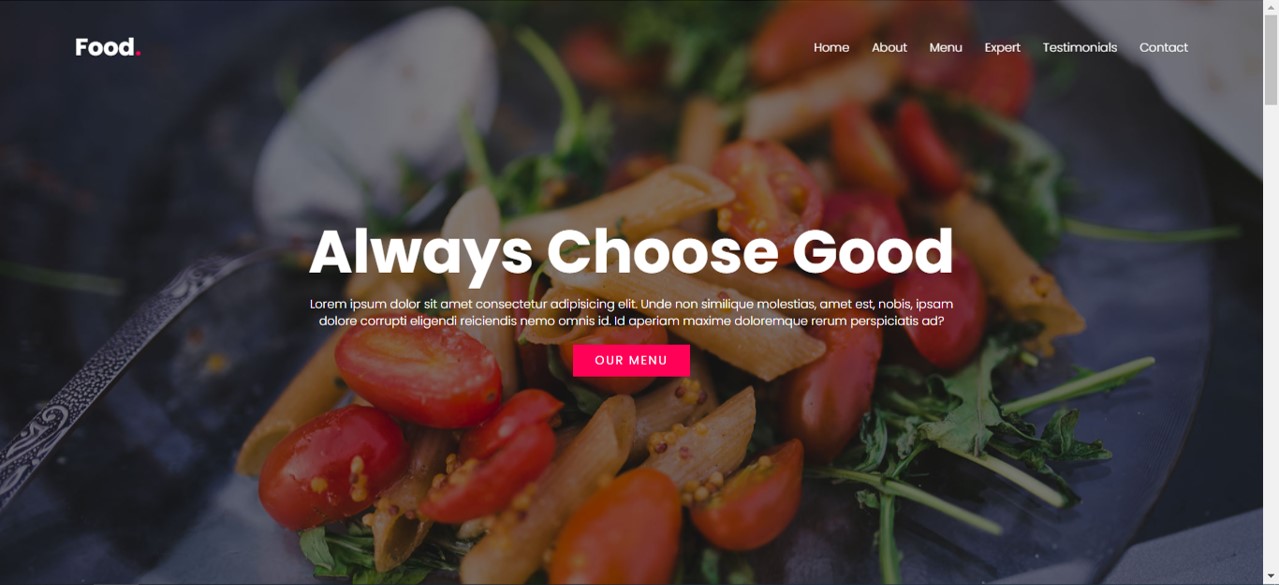 Food.
Home About Menu Expert Testimonials Contact
Always Choose Good
Lorem ipsum dolor sit amet consectetur adipisicing elit. Unde non similique molestias, amet est, nobis, ipsam
dolore corrupti eligendi reiciendis nemo omnis id. Id aperiam maxime doloremque rerum perspiciatis ad?
OUR MENU